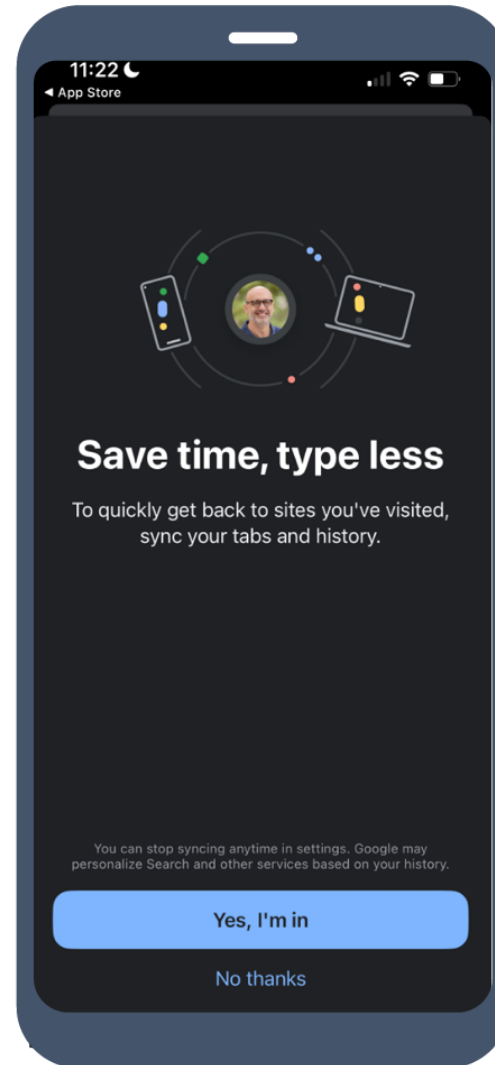 11:22
◀ App Store
Save time, type less
To quickly get back to sites you've visited,
sync your tabs and history.
You can stop syncing anytime in settings. Google may
personalize Search and other services based on your history.
Yes, I'm in
No thanks